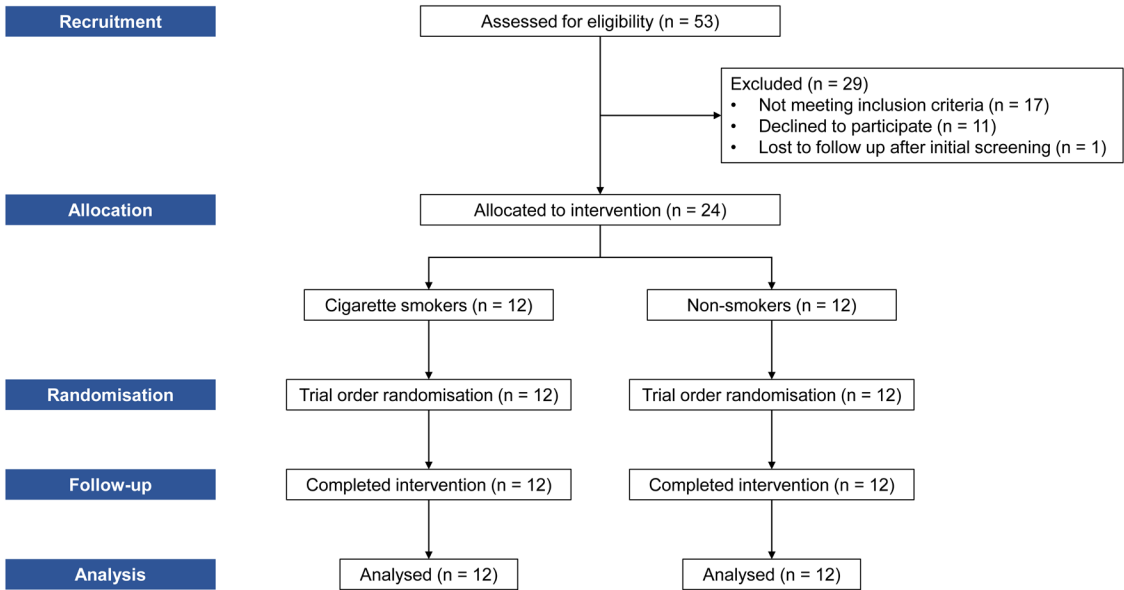 Recruitment
Assessed for eligibility (n = 53)
Excluded (n = 29)
• Not meeting inclusion criteria (n = 17)
• Declined to participate (n = 11)
• Lost to follow up after initial screening (n = 1)
Allocation
Allocated to intervention (n = 24)
Cigarette smokers (n = 12)
Non-smokers (n = 12)
Randomisation
Trial order randomisation (n = 12)
Trial order randomisation (n = 12)
Follow-up
Completed intervention (n = 12)
Completed intervention (n = 12)
Analysis
Analysed (n = 12)
Analysed (n = 12)